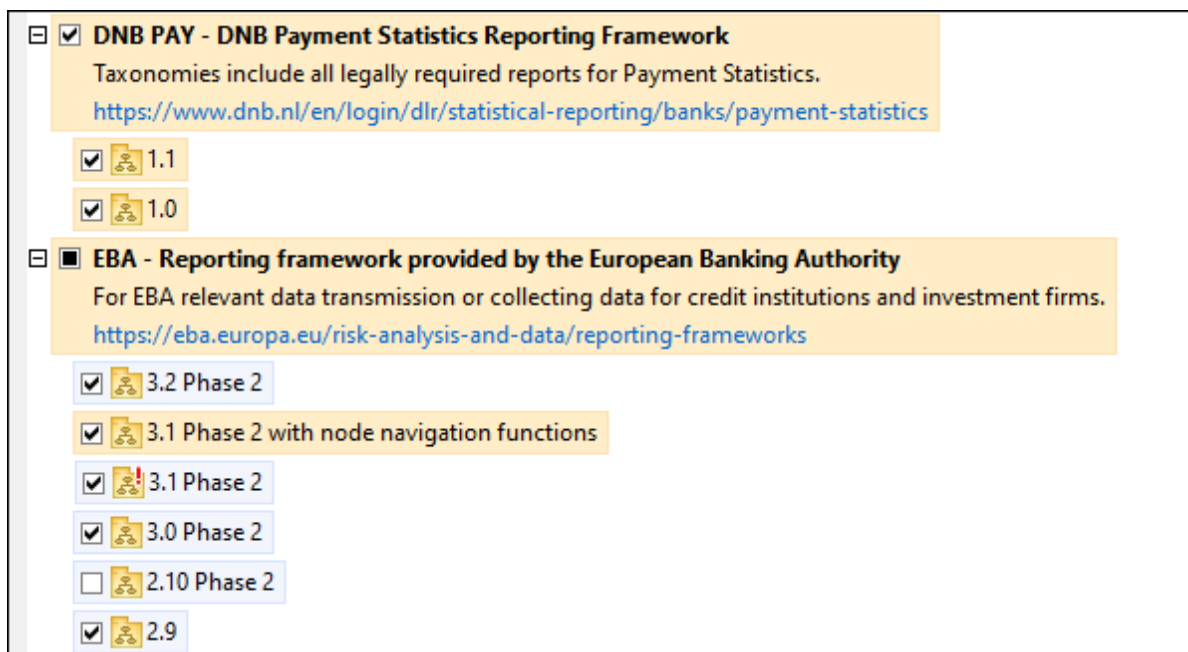 DNB PAY - DNB Payment Statistics Reporting Framework
Taxonomies include all legally required reports for Payment Statistics.
https://www.dnb.nl/en/login/dlr/statistical-reporting/banks/payment-statistics
1.1
1.0
EBA - Reporting framework provided by the European Banking Authority
For EBA relevant data transmission or collecting data for credit institutions and investment firms.
https://eba.europa.eu/risk-analysis-and-data/reporting-frameworks
3.2 Phase 2
3.1 Phase 2 with node navigation functions
3.1 Phase 2
3.0 Phase 2
2.10 Phase 2
2.9